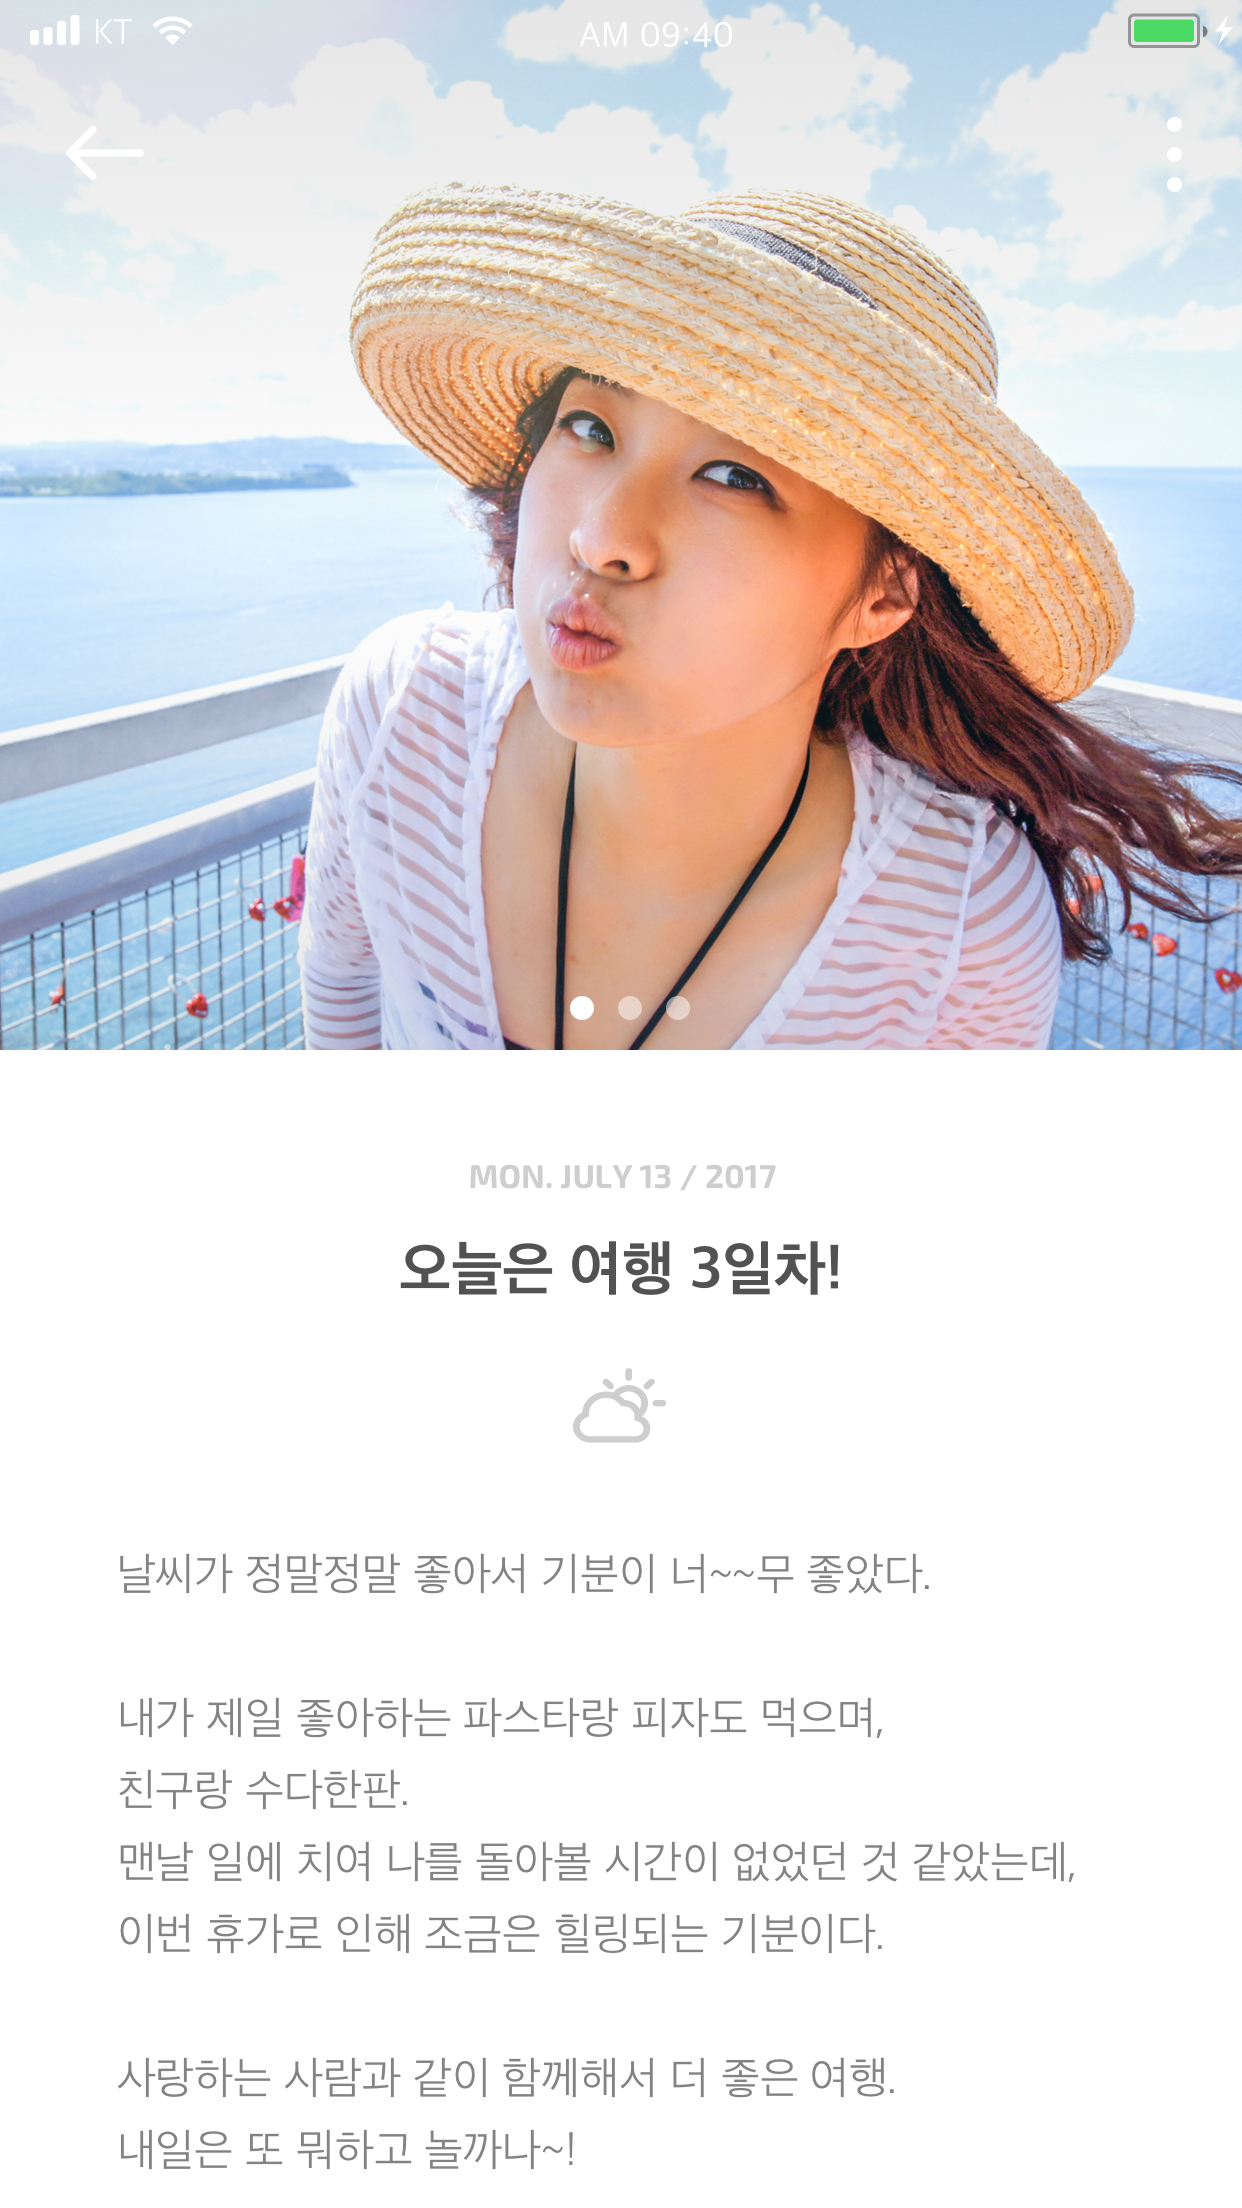 KT
AM 09:40
MON. JULY 13 / 2017
오늘은 여행 3일차!
날씨가 정말정말 좋아서 기분이 너~~무 좋았다.
내가 제일 좋아하는 파스타랑 피자도 먹으며,
친구랑 수다한판.
맨날 일에 치여 나를 돌아볼 시간이 없었던 것 같았는데,
이번 휴가로 인해 조금은 힐링되는 기분이다.
사랑하는 사람과 같이 함께해서 더 좋은 여행.
내일은 또 뭐하고 놀까나~!